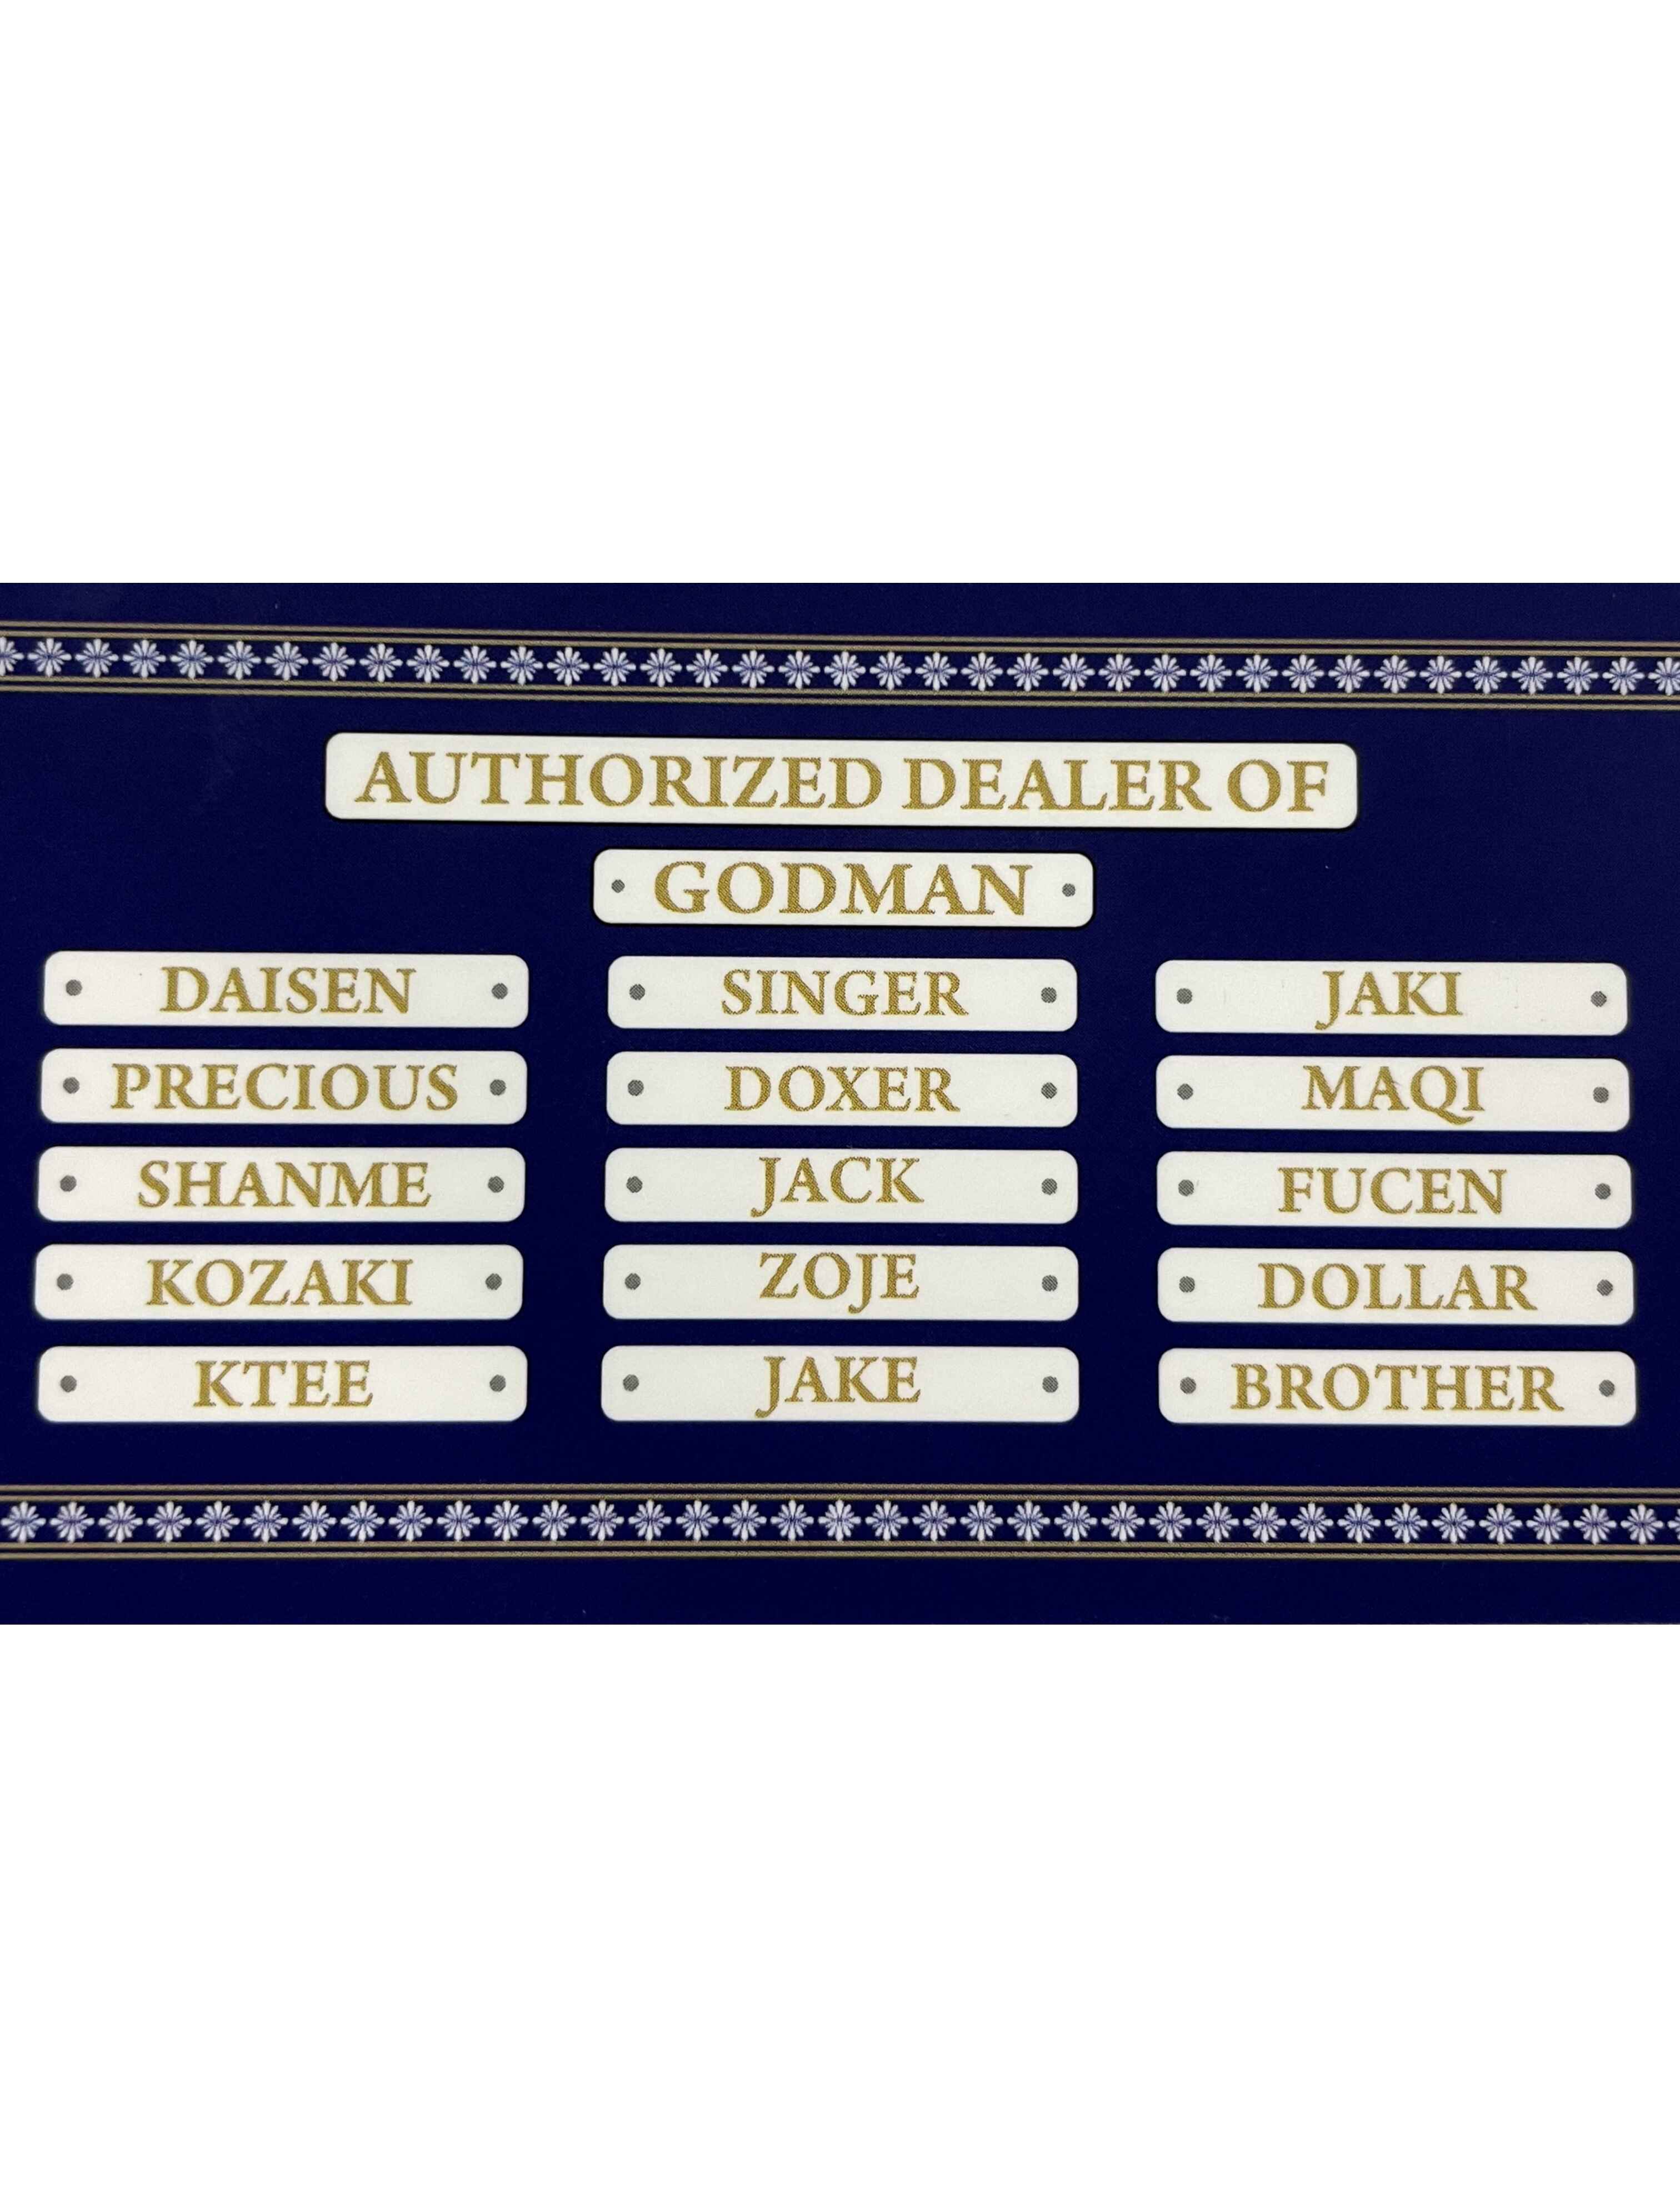 AUTHORIZED DEALER OF
GODMAN
DAISEN SINGER JAKI
PRECIOUS DOXER MAQI
SHANME JACK FUCEN
KOZAKI ZOJE DOLLAR
KTEE JAKE BROTHER